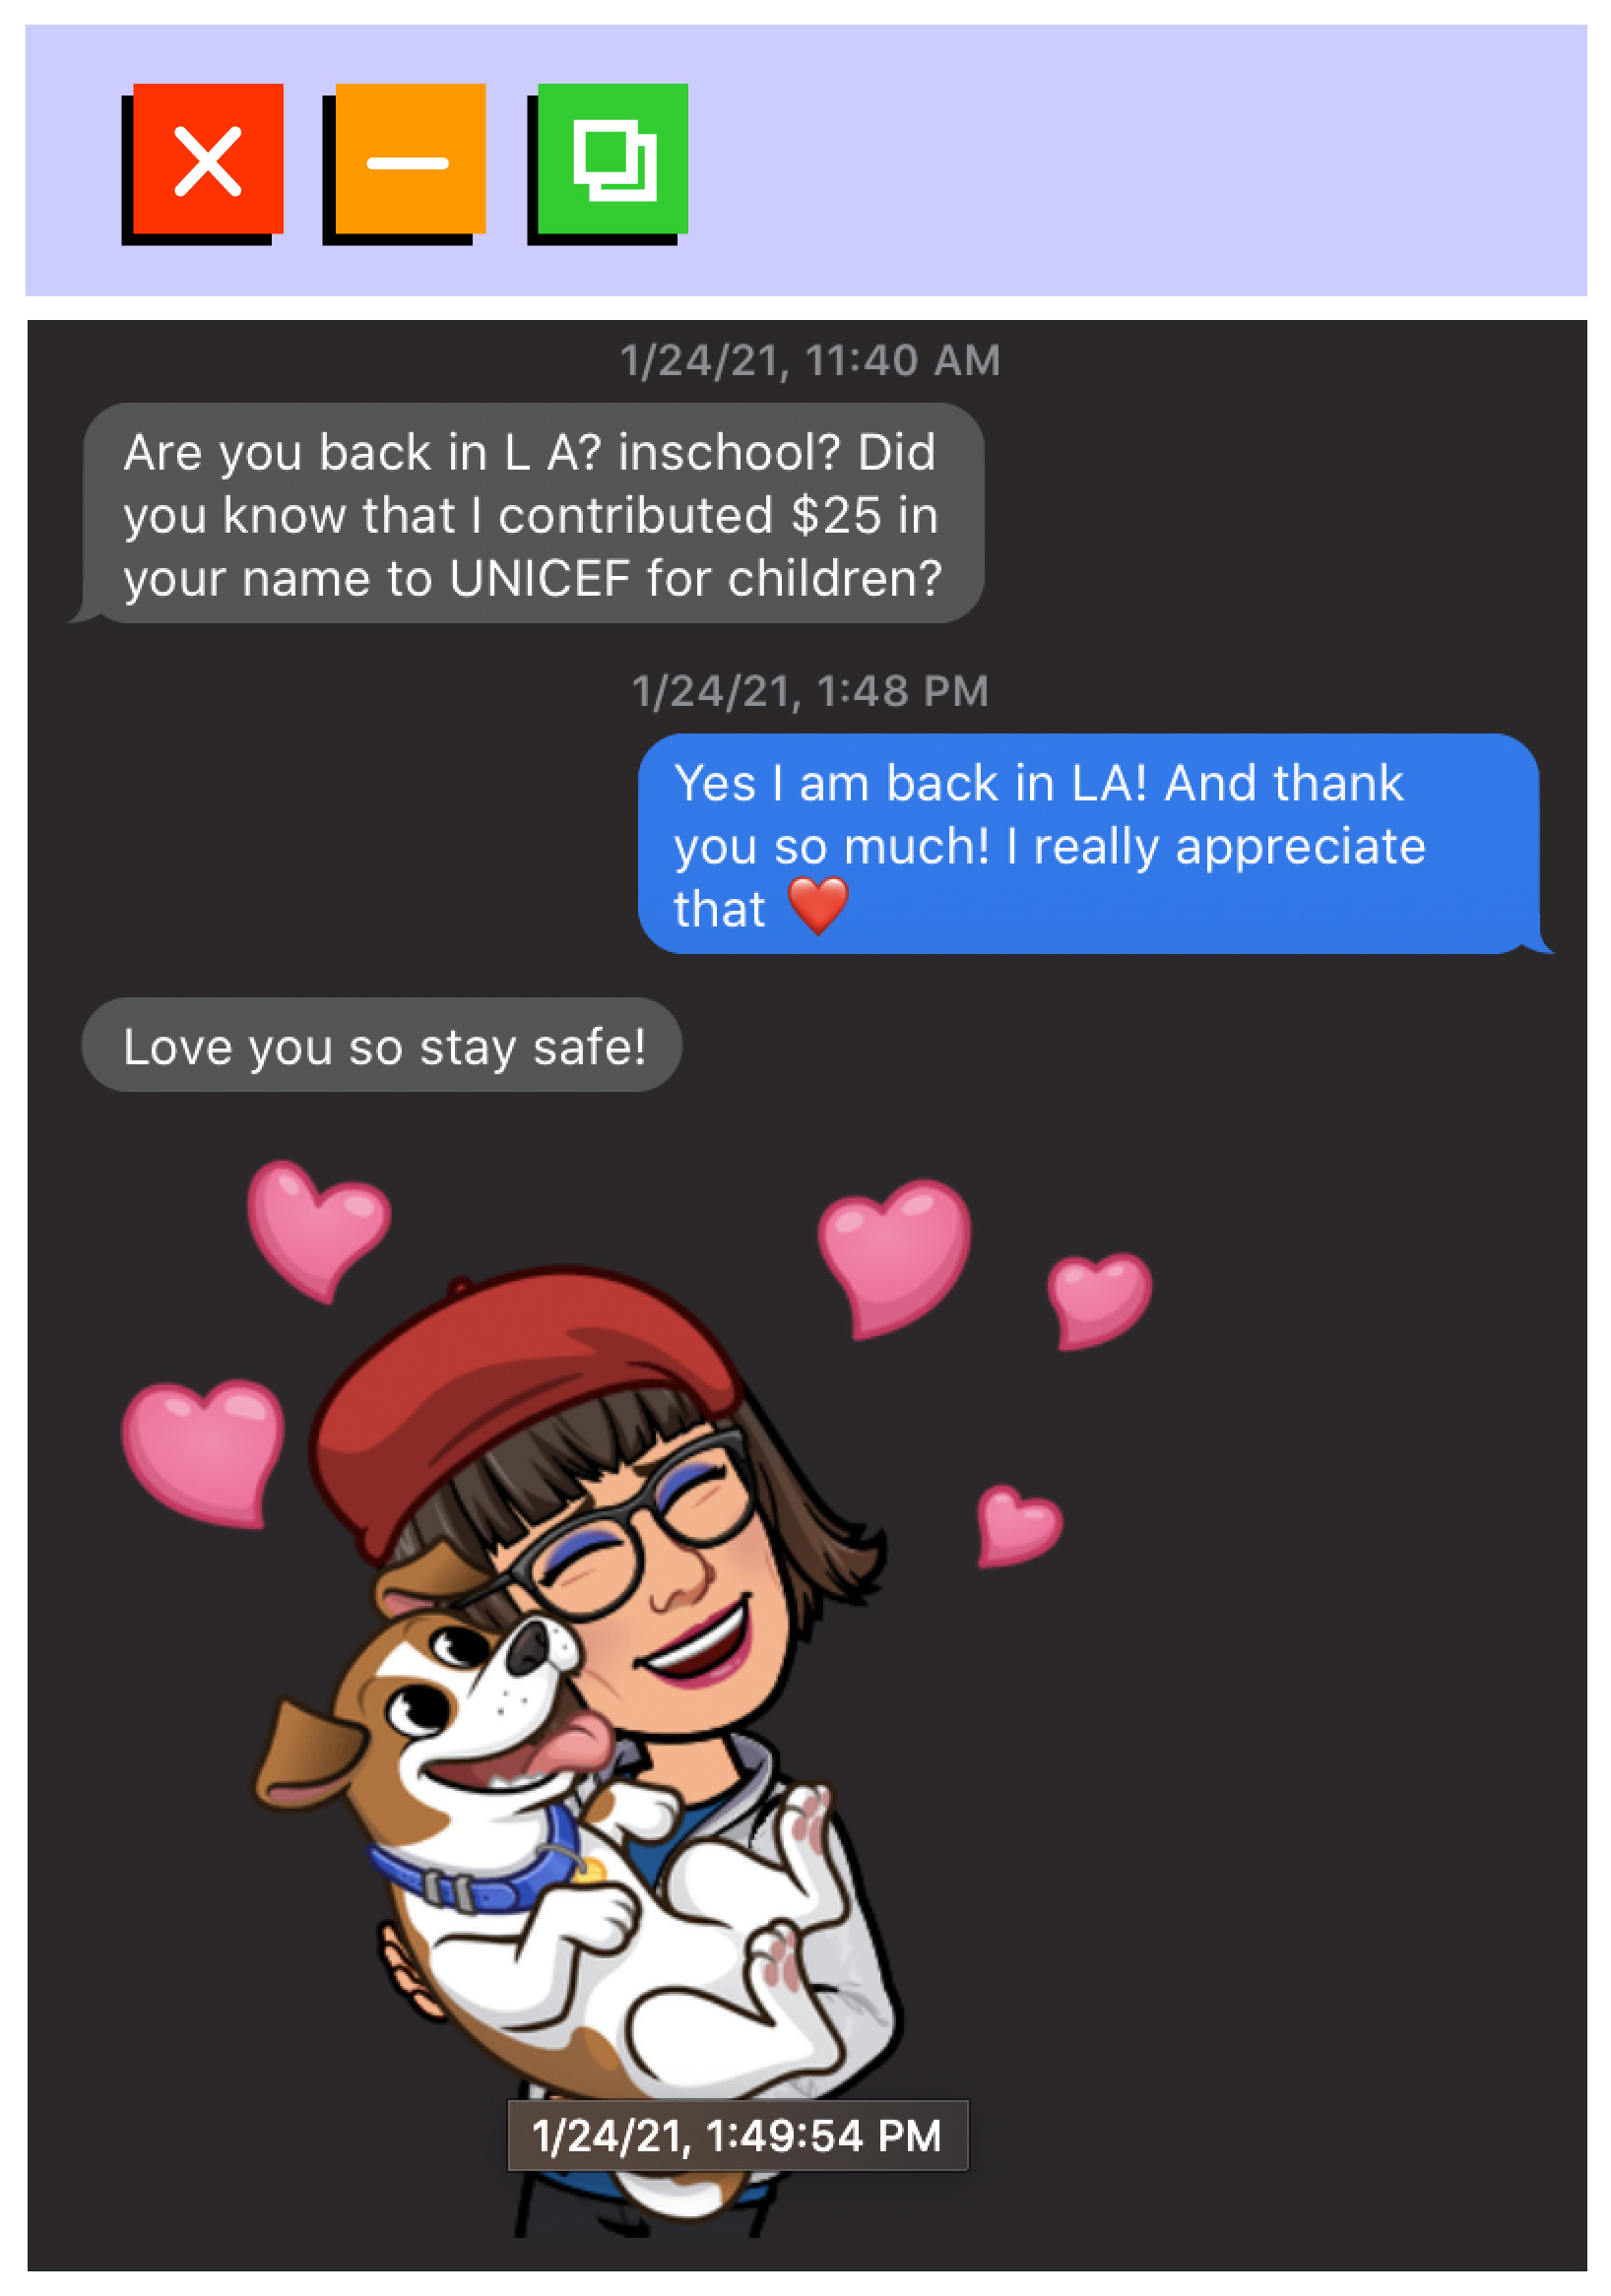 1/24/21, 11:40 AM
Are you back in L A? inschool? Did
you know that I contributed $25 in
your name to UNICEF for children?
1/24/21, 1:48 PM
Yes I am back in LA! And thank
you so much! I really appreciate
that ❤️
Love you so stay safe!
1/24/21, 1:49:54 PM